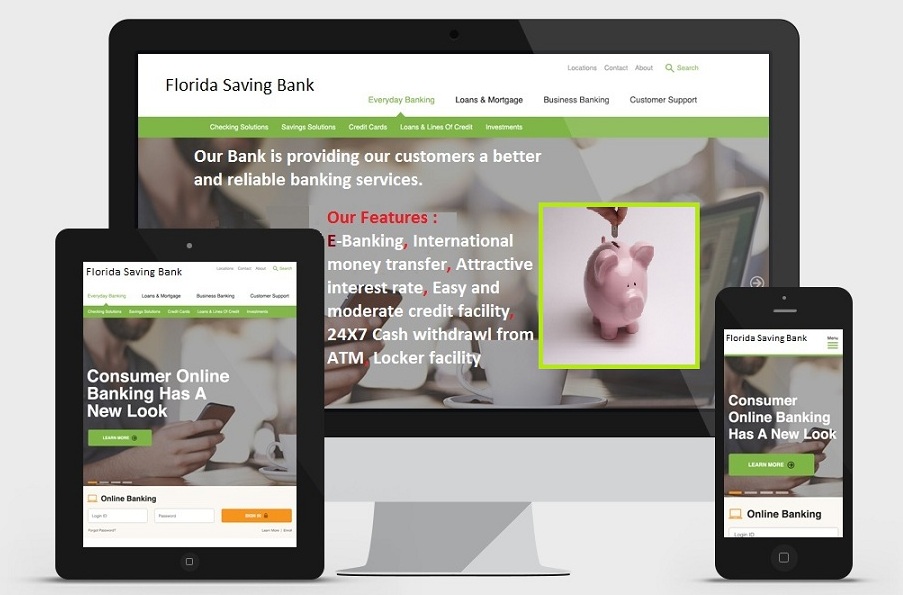 Locations Contact About Search
Florida Saving Bank
Everyday Banking Loans & Mortgage Business Banking Customer Support
Checking Solutions Savings Solutions Credit Cards Loans & Lines Of Credit Investments
Our Bank is providing our customers a better
and reliable banking services.
Our Features :
E-Banking, International
money transfer, Attractive
interest rate, Easy and
moderate credit facility,
24X7 Cash withdrawl from
ATM, Locker facility
Florida Saving Bank
Locations Contact About Search
Everyday Banking Loans & Mortgage Business Banking Customer Support
Checking Solutions Savings Solutions Credit Cards Loans & Lines Of Credit Investments
Consumer Online
Banking Has A
New Look
LEARN MORE
Online Banking
Login ID Password SIGN IN
Forgot Password? Learn More | Enroll
Florida Saving Bank Menu
Consumer
Online Banking
Has A New Look
LEARN MORE
Online Banking
Login ID